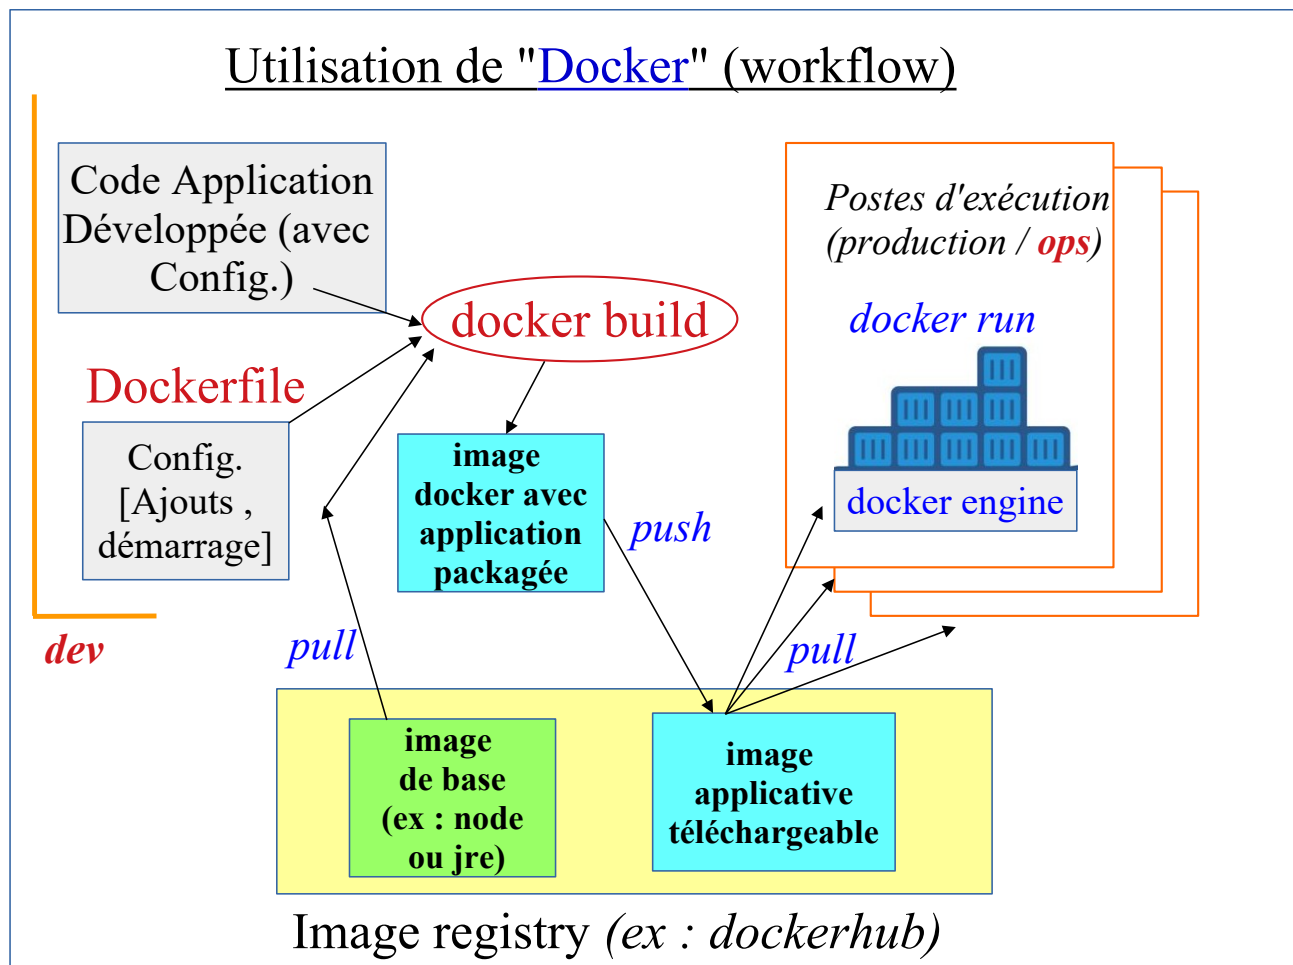 Utilisation de "Docker" (workflow)
Code Application
Développée (avec
Config.)
Dockerfile
Config.
[Ajouts ,
démarrage]
dev
docker build
image
docker avec
application
packagée
push
pull
Postes d'exécution
(production / ops)
docker run
docker engine
pull
image
de base
(ex : node
ou jre)
image
applicative
téléchargeable
Image registry (ex : dockerhub)